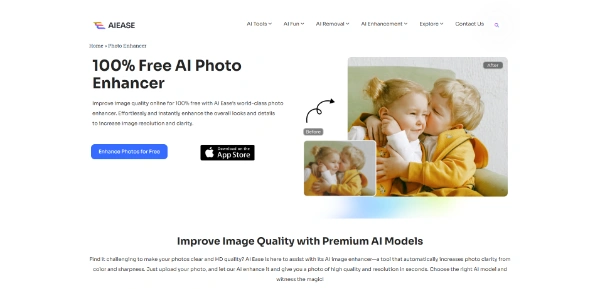 AIEASE
AI Tools
AI Fun
AI Removal
AI Enhancement
Explore
Contact Us
Home » Photo Enhancer
100% Free AI Photo
Enhancer
Improve image quality online for 100% free with AI Ease's world-class photo
enhancer. Effortlessly and instantly enhance the overall looks and details
to increase image resolution and clarity.
Enhance Photos for Free
Download on the
App Store
After
Before
Improve Image Quality with Premium AI Models
Find it challenging to make your photos clear and HD quality? AI Ease is here to assist with its AI image enhancer—a tool that automatically increases photo clarity from
color and sharpness. Just upload your photo, and let our AI enhance it and give you a photo of high quality and resolution in seconds. Choose the right AI model and
witness the magic!